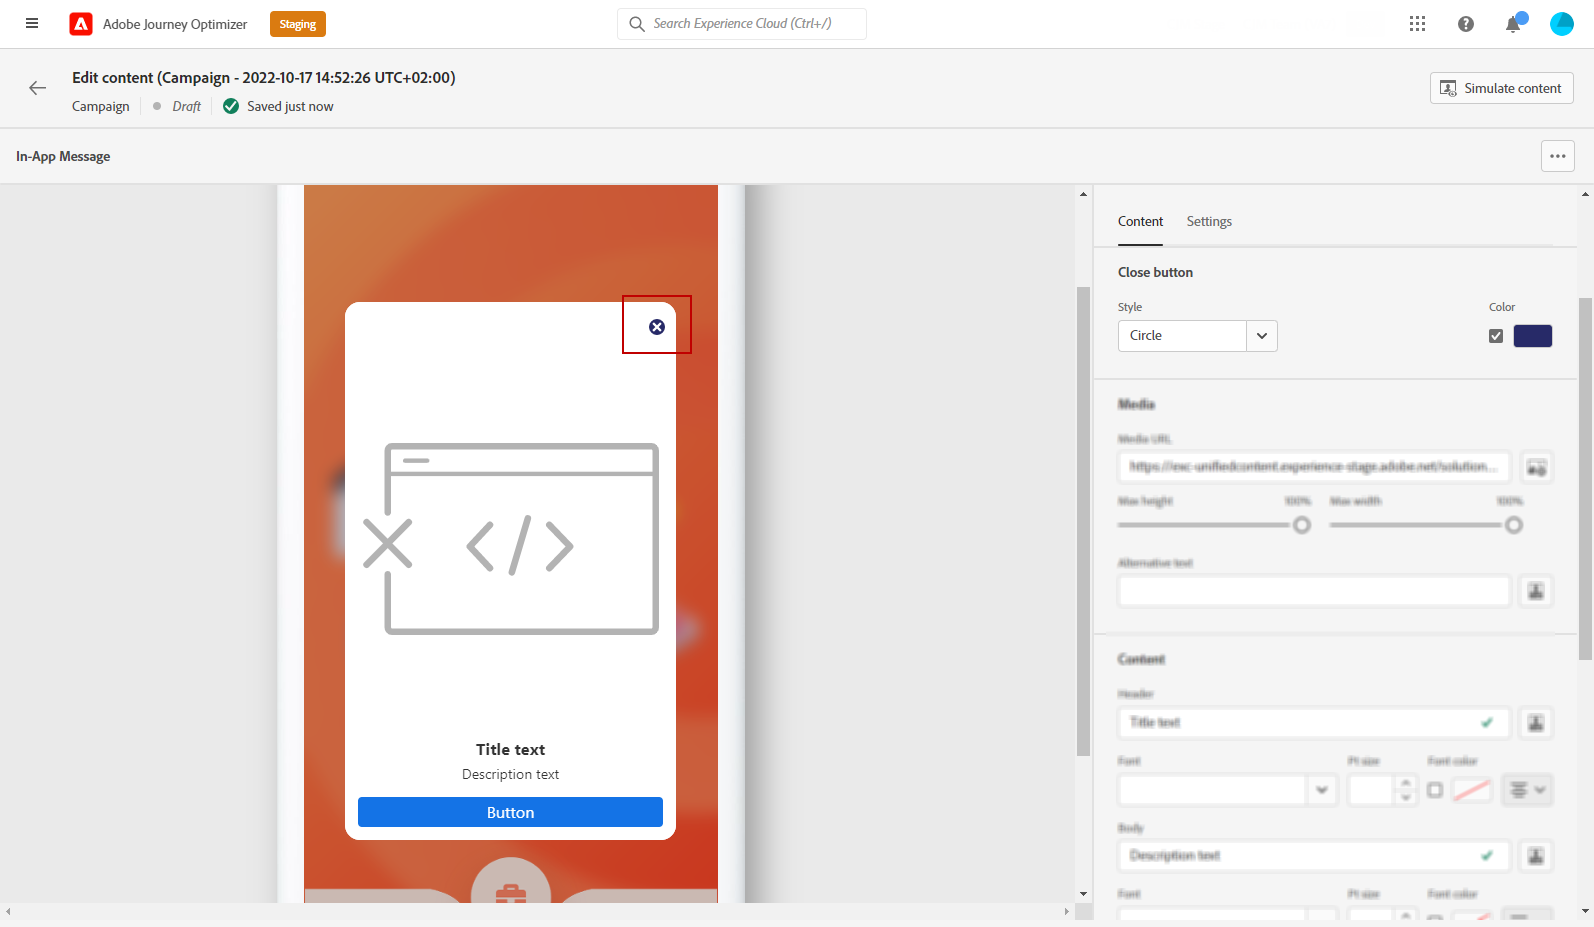 Adobe Journey Optimizer
Staging
Search Experience Cloud (Ctrl+/)
Edit content (Campaign - 2022-10-17 14:52:26 UTC+02:00)
Campaign
Draft
Saved just now
Simulate content
In-App Message
Content
Settings
Close button
Style
Color
Circle
Media
Media URL
https://exc-unifiedcontent.experience-stage.adobe.net/solution...
Max height
100%
Max width
100%
Alternative text
Content
Header
Title text
Font
Pt size
Font color
Body
Description text
Font
Pt size
Font color
</>
Title text
Description text
Button